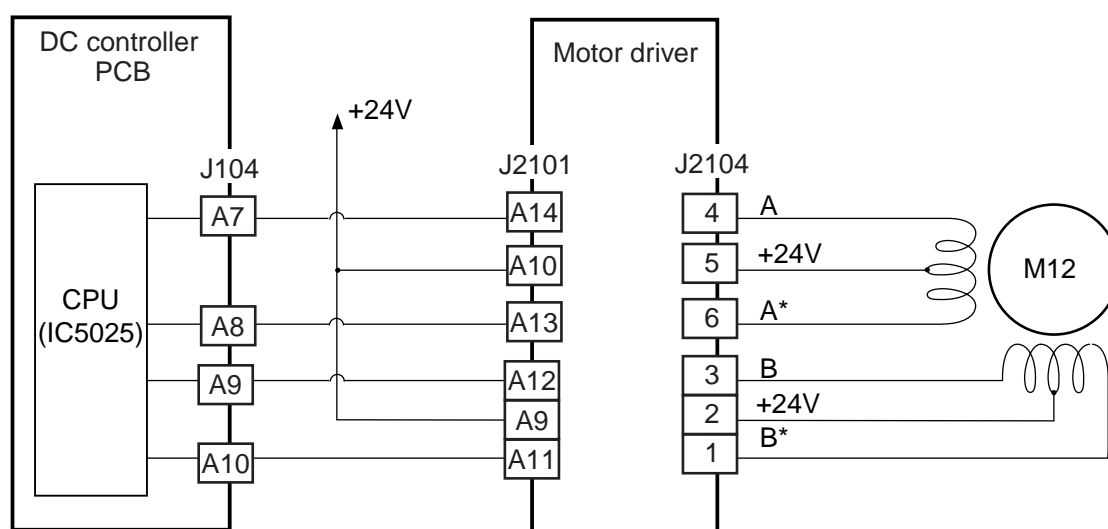 DC controller
PCB
Motor driver
+24V
J104
J2101
J2104
A7
A14
4
A
A10
5
+24V
M12
CPU
(IC5025)
A8
A13
6
A*
A9
A12
3
B
A9
2
+24V
A10
A11
1
B*